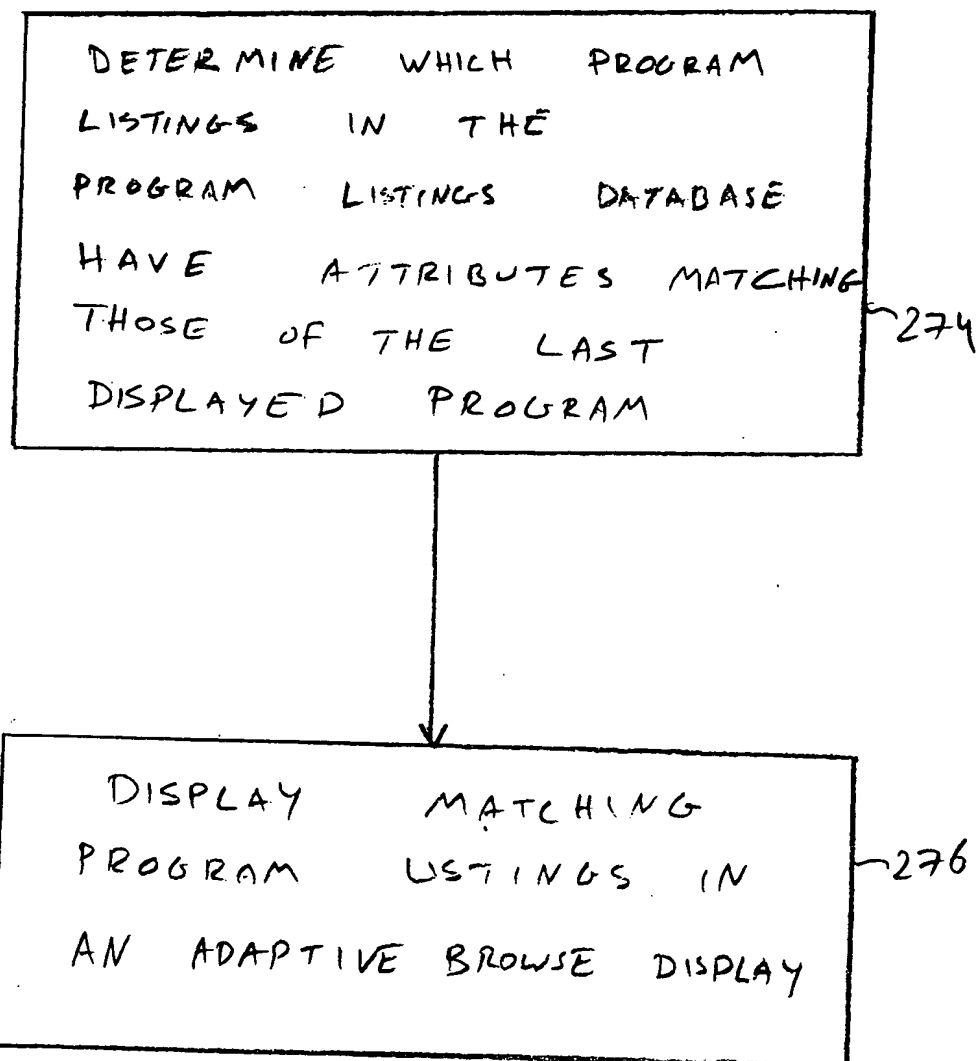 DETERMINE WHICH PROGRAM
LISTINGS IN THE
PROGRAM LISTINGS DATABASE
HAVE ATTRIBUTES MATCHING
THOSE OF THE LAST
DISPLAYED PROGRAM
274
DISPLAY MATCHING
PROGRAM LISTINGS IN
AN ADAPTIVE BROWSE DISPLAY
276